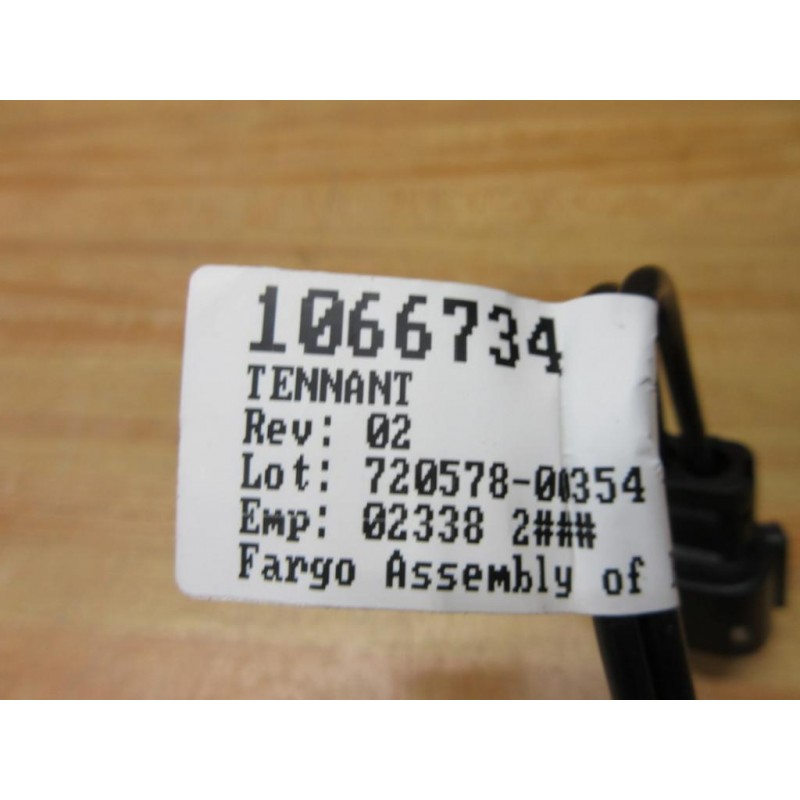 1066734
TENNANT
Rev: 02
Lot: 720578-00354
Emp: 02338 2###
Fargo Assembly of